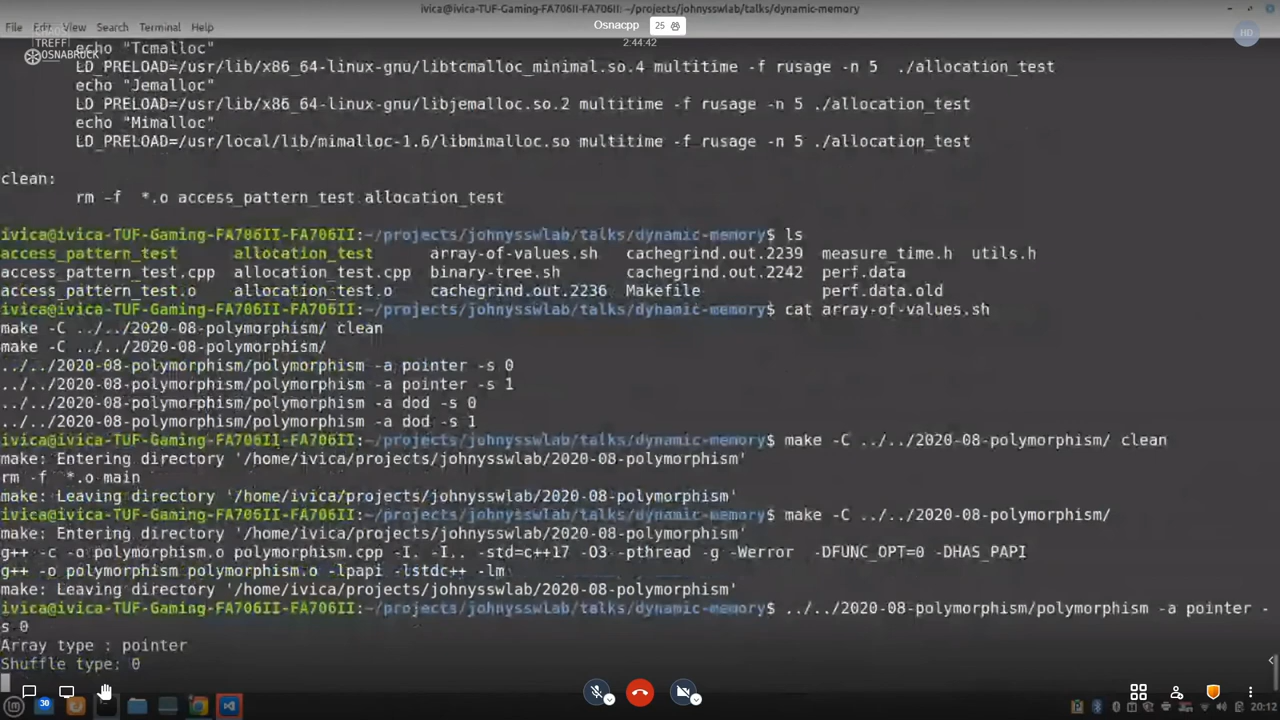 ivica@ivica-TUF-Gaming-FA706II-FA706II: ~/projects/johnysswlab/talks/dynamic-memory
File Edit View Search Terminal Help
Osnacpp 25
2:44:42
HD
TREFF
OSNABRÜCK
echo "Tcmalloc"
LD_PRELOAD=/usr/lib/x86_64-linux-gnu/libtcmalloc_minimal.so.4 multitime -f rusage -n 5 ./allocation_test
echo "Jemalloc"
LD_PRELOAD=/usr/lib/x86_64-linux-gnu/libjemalloc.so.2 multitime -f rusage -n 5 ./allocation_test
echo "Mimalloc"
LD_PRELOAD=/usr/local/lib/mimalloc-1.6/libmimalloc.so multitime -f rusage -n 5 ./allocation_test
clean:
rm -f *.o access_pattern_test allocation_test
ivica@ivica-TUF-Gaming-FA706II-FA706II:~/projects/johnysswlab/talks/dynamic-memory$ ls
access_pattern_test allocation_test array-of-values.sh cachegrind.out.2239 measure_time.h utils.h
access_pattern_test.cpp allocation_test.cpp binary-tree.sh cachegrind.out.2242 perf.data
access_pattern_test.o allocation_test.o cachegrind.out.2236 Makefile perf.data.old
ivica@ivica-TUF-Gaming-FA706II-FA706II:~/projects/johnysswlab/talks/dynamic-memory$ cat array-of-values.sh
make -C ../../2020-08-polymorphism/ clean
make -C ../../2020-08-polymorphism/
../../2020-08-polymorphism/polymorphism -a pointer -s 0
../../2020-08-polymorphism/polymorphism -a pointer -s 1
../../2020-08-polymorphism/polymorphism -a dod -s 0
../../2020-08-polymorphism/polymorphism -a dod -s 1
ivica@ivica-TUF-Gaming-FA706II-FA706II:~/projects/johnysswlab/talks/dynamic-memory$ make -C ../../2020-08-polymorphism/ clean
make: Entering directory '/home/ivica/projects/johnysswlab/2020-08-polymorphism'
rm -f *.o main
make: Leaving directory '/home/ivica/projects/johnysswlab/2020-08-polymorphism'
ivica@ivica-TUF-Gaming-FA706II-FA706II:~/projects/johnysswlab/talks/dynamic-memory$ make -C ../../2020-08-polymorphism/
make: Entering directory '/home/ivica/projects/johnysswlab/2020-08-polymorphism'
g++ -c -o polymorphism.o polymorphism.cpp -I. -I.. -std=c++17 -O3 -pthread -g -Werror -DFUNC_OPT=0 -DHAS_PAPI
g++ -o polymorphism polymorphism.o -lpapi -lstdc++ -lm
make: Leaving directory '/home/ivica/projects/johnysswlab/2020-08-polymorphism'
ivica@ivica-TUF-Gaming-FA706II-FA706II:~/projects/johnysswlab/talks/dynamic-memory$ ../../2020-08-polymorphism/polymorphism -a pointer -
s 0
Array type : pointer
Shuffle type: 0
30
20:12